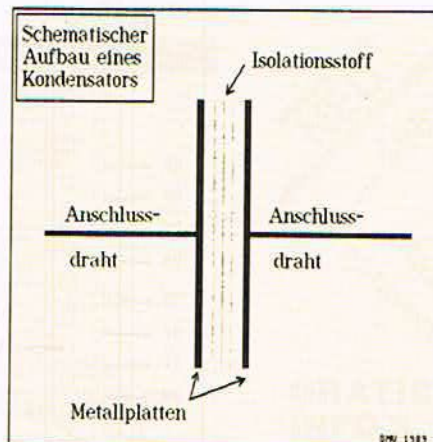 Schematischer
Aufbau eines
Kondensators
Isolationsstoff
Anschluss-
draht
Anschluss-
draht
Metallplatten